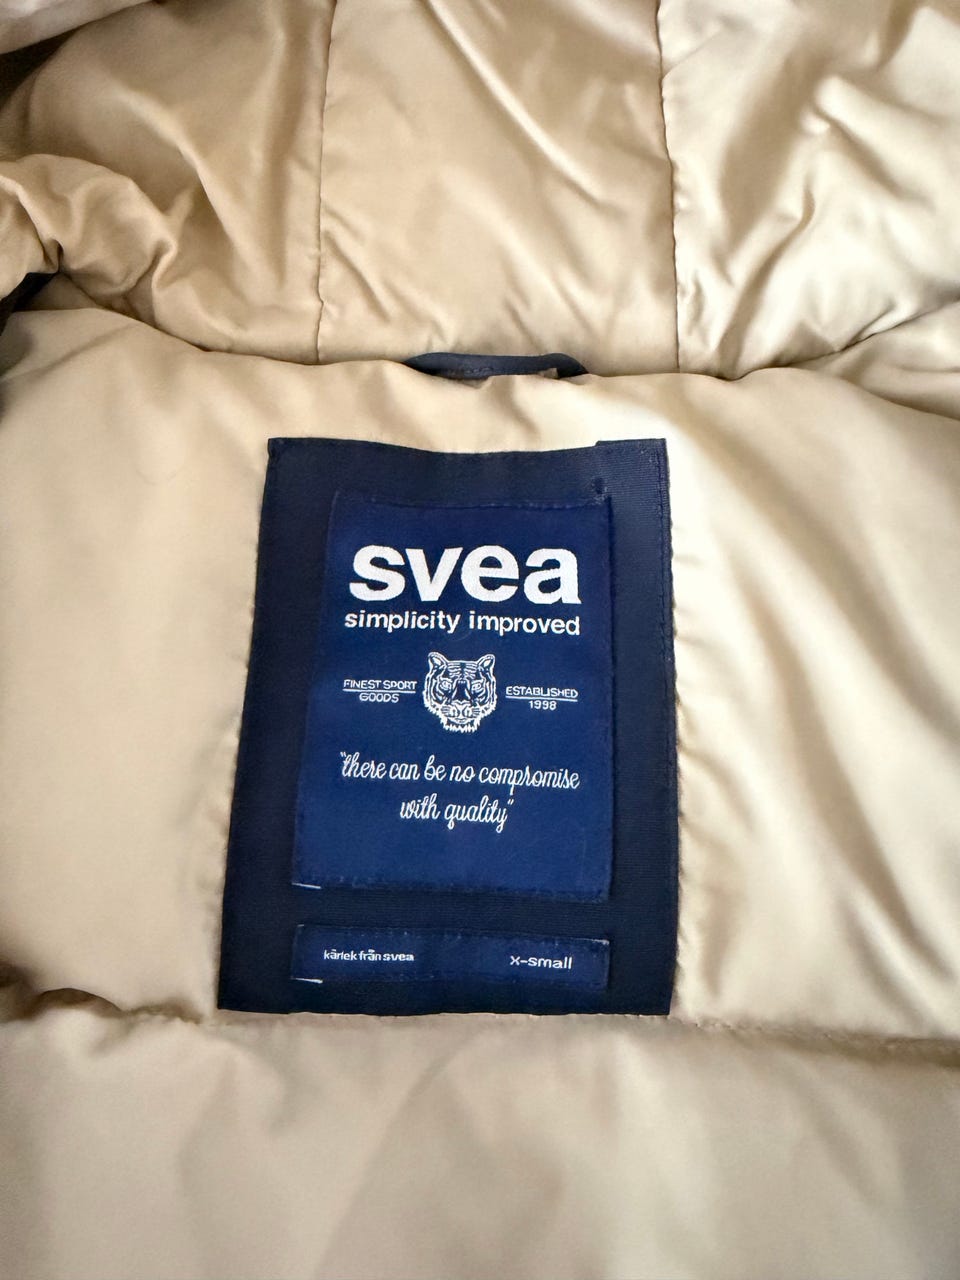 svea
simplicity improved
FINEST SPORT
GOODS
ESTABLISHED
1998
"there can be no compromise
with quality"
kärlek från svea
x-small